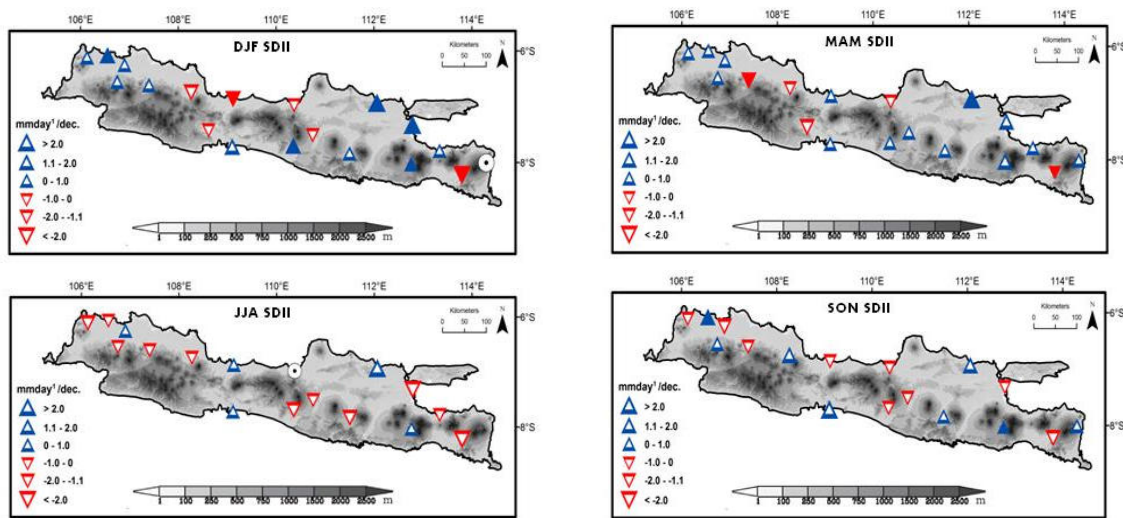 106°E 108°E 110°E 112°E 114°E
DJF SDII
Kilometers
0 50 100
N
6°S
8°S
mmday¹ /dec.
> 2.0
1.1 - 2.0
0 - 1.0
-1.0 - 0
-2.0 - -1.1
< -2.0
1 100 250 500 750 1000 1500 2000 2500 m
106°E 108°E 110°E 112°E 114°E
MAM SDII
Kilometers
0 50 100
N
6°S
8°S
mmday¹ /dec.
> 2.0
1.1 - 2.0
0 - 1.0
-1.0 - 0
-2.0 - -1.1
< -2.0
1 100 250 500 750 1000 1500 2000 2500 m
106°E 108°E 110°E 112°E 114°E
JJA SDII
Kilometers
0 50 100
N
6°S
8°S
mmday¹ /dec.
> 2.0
1.1 - 2.0
0 - 1.0
-1.0 - 0
-2.0 - -1.1
< -2.0
1 100 250 500 750 1000 1500 2000 2500 m
106°E 108°E 110°E 112°E 114°E
SON SDII
Kilometers
0 50 100
N
6°S
8°S
mmday¹ /dec.
> 2.0
1.1 - 2.0
0 - 1.0
-1.0 - 0
-2.0 - -1.1
< -2.0
1 100 250 500 750 1000 1500 2000 2500 m